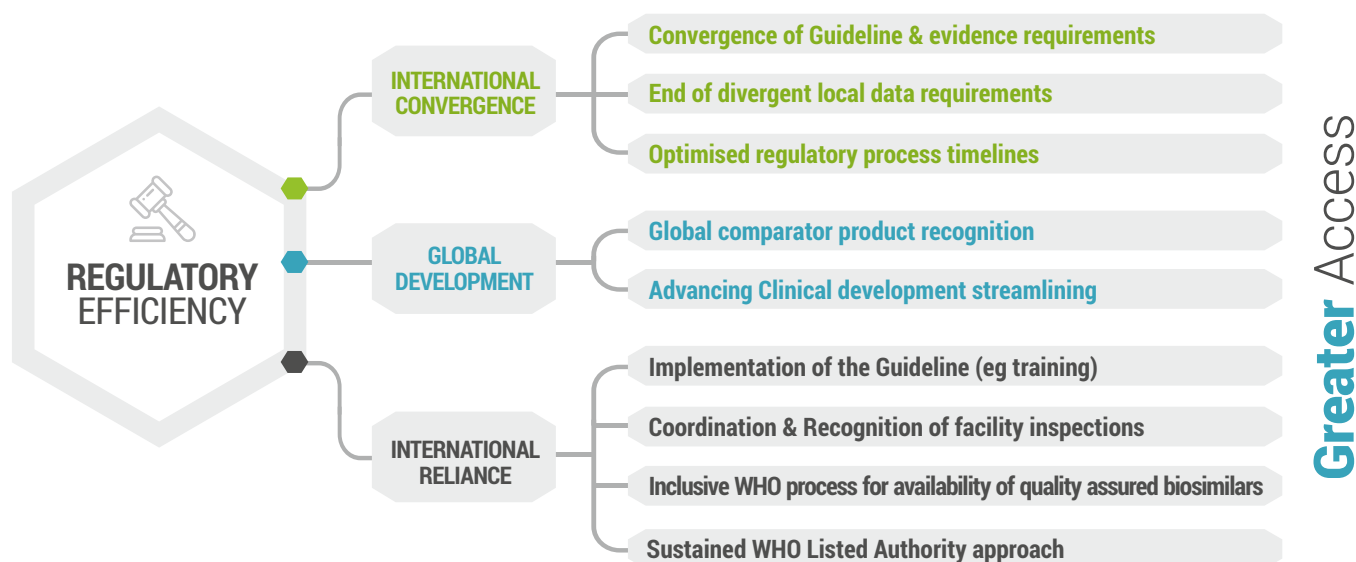 REGULATORY
EFFICIENCY
INTERNATIONAL
CONVERGENCE
Convergence of Guideline & evidence requirements
End of divergent local data requirements
Optimised regulatory process timelines
GLOBAL
DEVELOPMENT
Global comparator product recognition
Advancing Clinical development streamlining
INTERNATIONAL
RELIANCE
Implementation of the Guideline (eg training)
Coordination & Recognition of facility inspections
Inclusive WHO process for availability of quality assured biosimilars
Sustained WHO Listed Authority approach
Greater Access